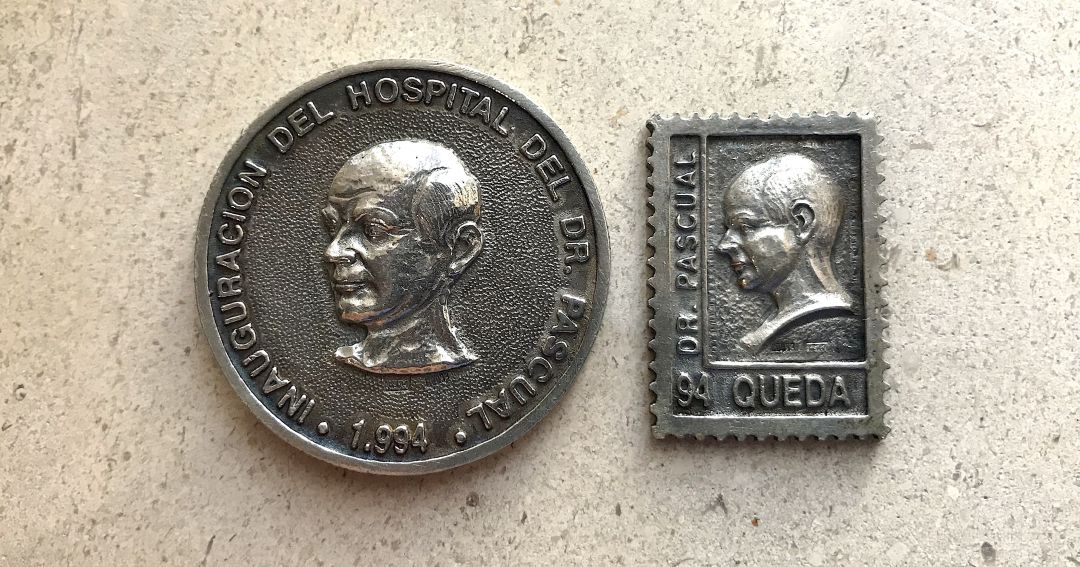 INAUGURACION DEL HOSPITAL DEL DR. PASCUAL
• 1.994 •
DR. PASCUAL
94 QUEDA